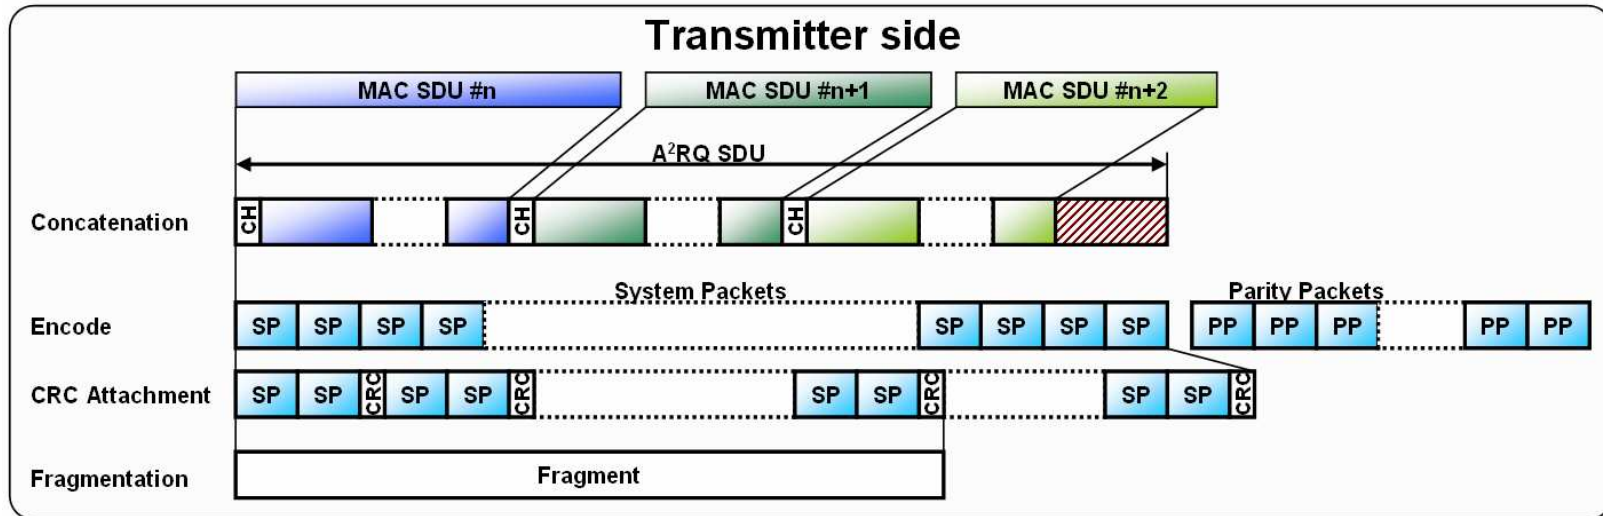 Transmitter side
MAC SDU #n MAC SDU #n+1 MAC SDU #n+2
A²RQ SDU
Concatenation CH CH CH
System Packets Parity Packets
Encode SP SP SP SP SP SP SP SP PP PP PP PP PP
CRC Attachment SP SP CRC SP SP CRC SP SP CRC SP SP CRC
Fragmentation Fragment